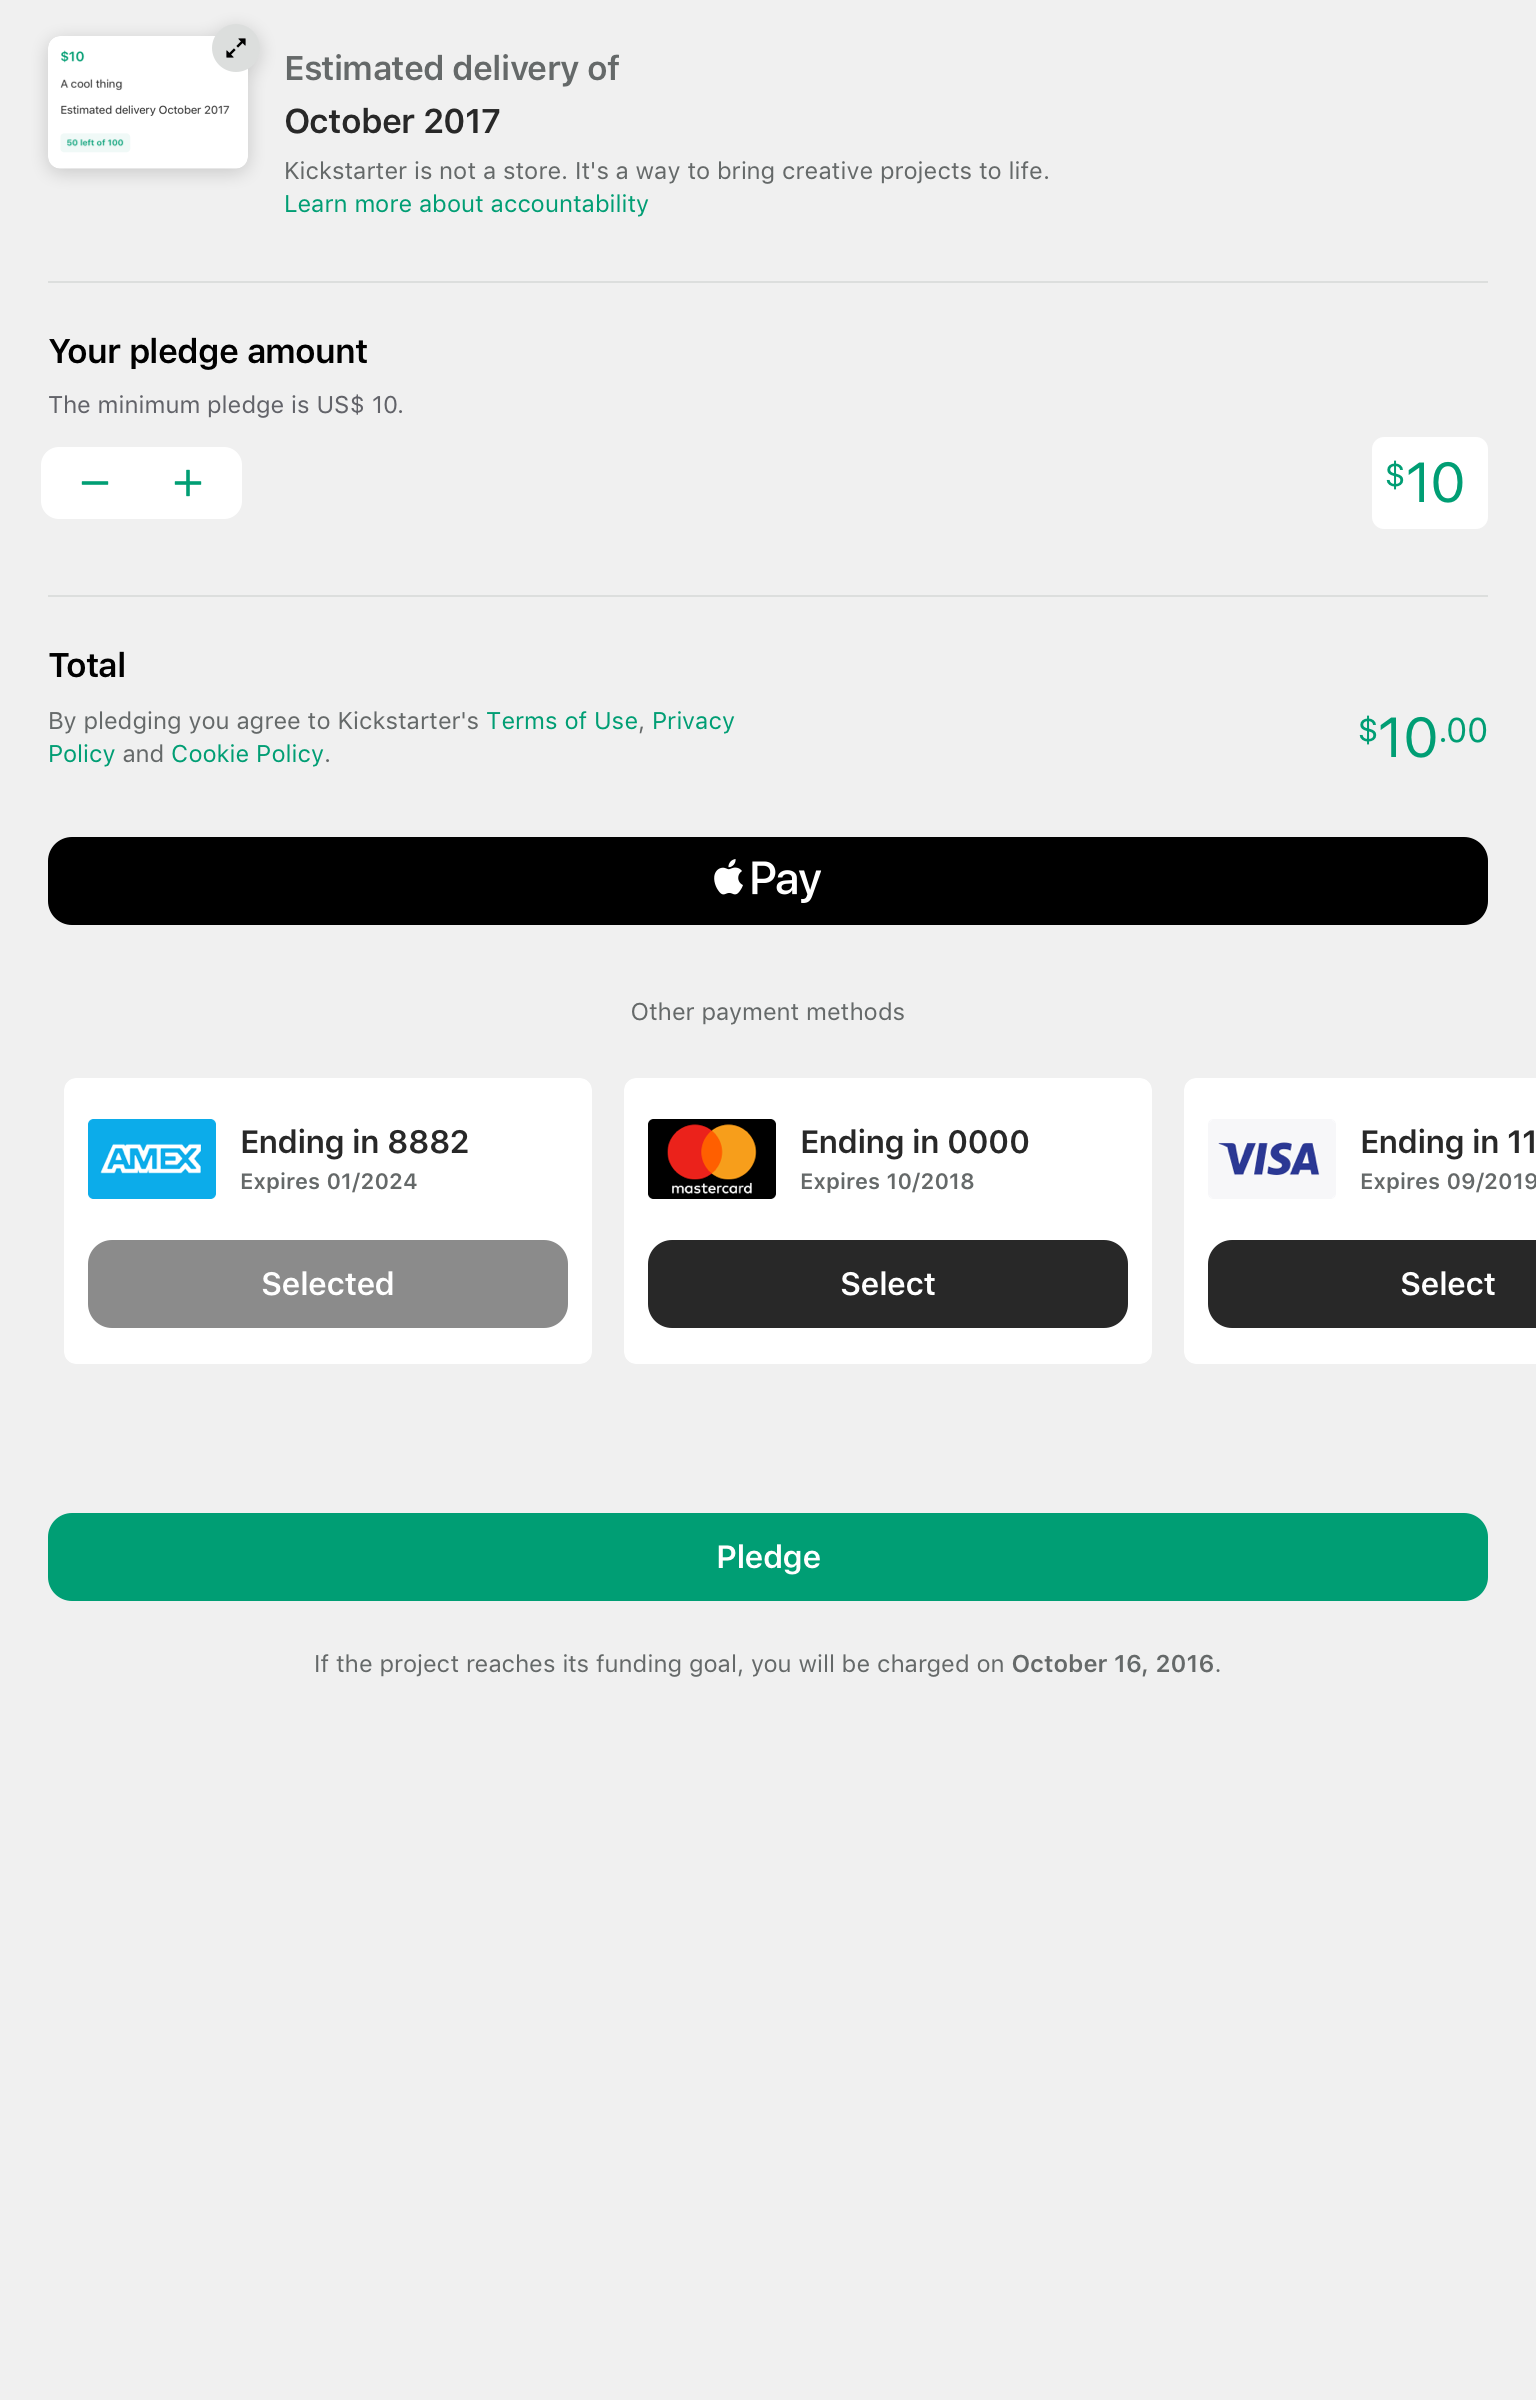 $10
A cool thing
Estimated delivery October 2017
50 left of 100
Estimated delivery of
October 2017
Kickstarter is not a store. It's a way to bring creative projects to life.
Learn more about accountability
Your pledge amount
The minimum pledge is US$ 10.
$10
Total
By pledging you agree to Kickstarter's Terms of Use, Privacy
Policy and Cookie Policy.
$10.00
Pay
Other payment methods
AMEX
Ending in 8882
Expires 01/2024
Selected
mastercard
Ending in 0000
Expires 10/2018
Select
VISA
Ending in 11
Expires 09/2019
Select
Pledge
If the project reaches its funding goal, you will be charged on October 16, 2016.